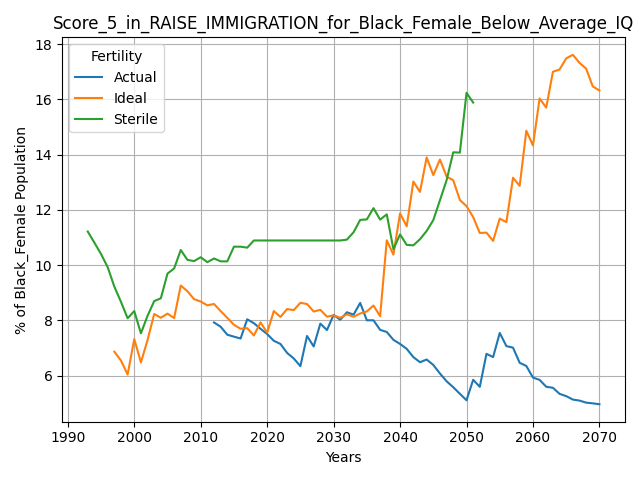 Score_5_in_RAISE_IMMIGRATION_for_Black_Female_Below_Average_IQ
18
16
14
12
10
8
6
% of Black_Female Population
Fertility
Actual
Ideal
Sterile
1990 2000 2010 2020 2030 2040 2050 2060 2070
Years